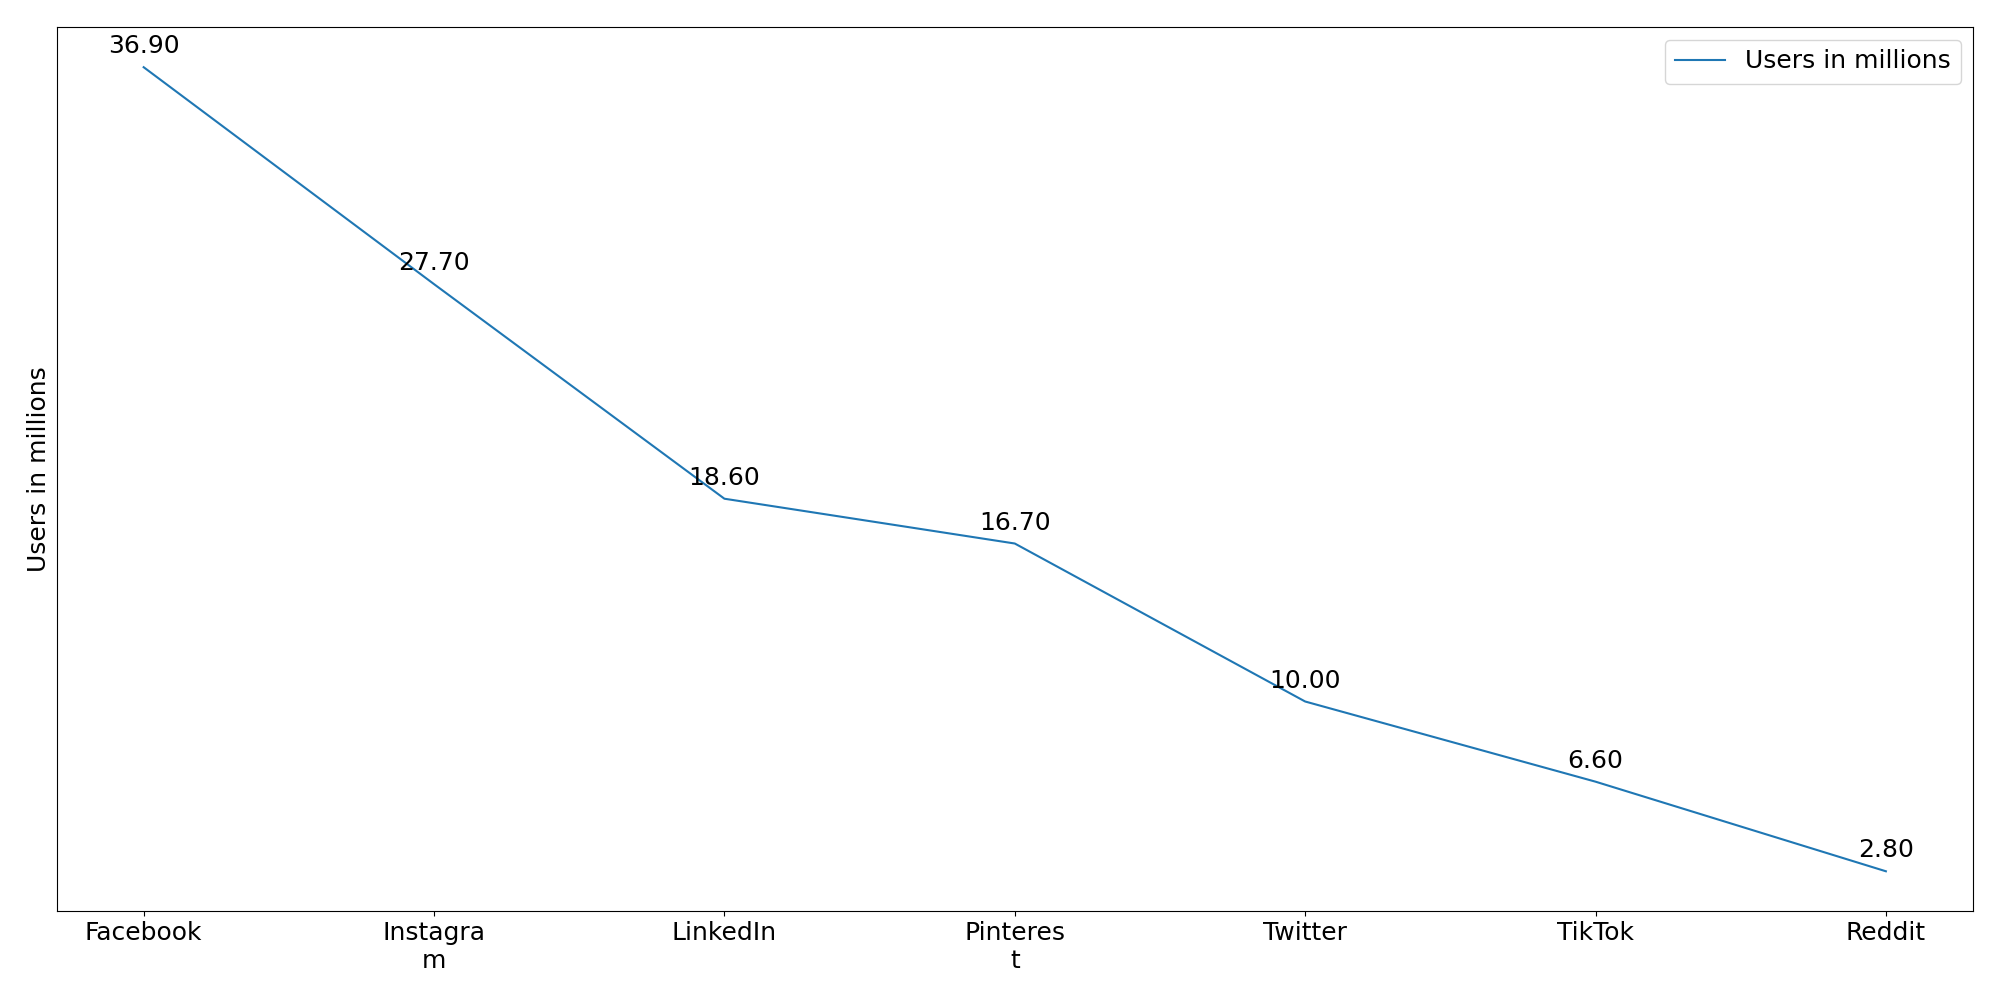 36.90
Users in millions
27.70
18.60
16.70
10.00
6.60
2.80
Users in millions
Facebook
Instagra
m
LinkedIn
Pinteres
t
Twitter
TikTok
Reddit